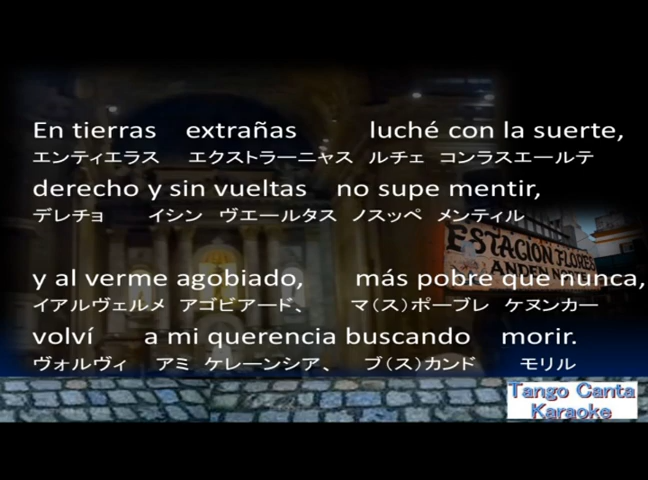 En tierras extrañas luché con la suerte,
エンティエラス エクストラーニャス ルチェ コンラスエールテ
derecho y sin vueltas no supe mentir,
デレチョ イシン ヴエールタス ノスッペ メンティル
y al verme agobiado, más pobre que nunca,
イアルヴェルメ アゴビアード、 マ（ス）ポーブレ ケヌンカー
volví a mi querencia buscando morir.
ヴォルヴィ アミ ケレーンシア、 ブ（ス）カンド モリル
ESTACION FLORES
ANDEN NORTE
Tango Canta
Karaoke